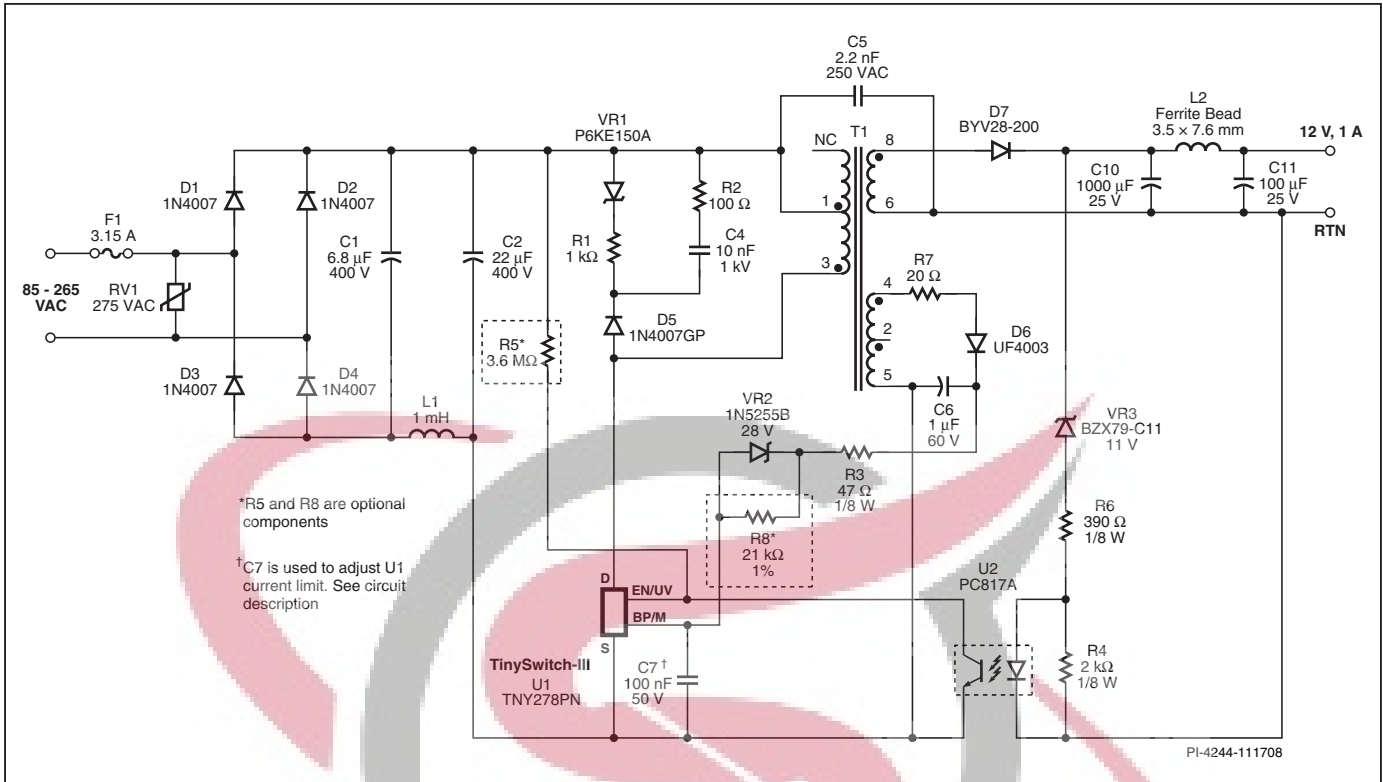 C5
2.2 nF
250 VAC
VR1
P6KE150A
NC
T1
8
D7
BYV28-200
L2
Ferrite Bead
3.5 × 7.6 mm
12 V, 1 A
D1
1N4007
D2
1N4007
R2
100 Ω
C10
1000 µF
25 V
C11
100 µF
25 V
F1
3.15 A
C1
6.8 µF
400 V
C2
22 µF
400 V
R1
1 kΩ
C4
10 nF
1 kV
1
6
RTN
3
R7
20 Ω
4
85 - 265
VAC
RV1
275 VAC
D5
1N4007GP
2
D6
UF4003
R5*
3.6 MΩ
D3
1N4007
D4
1N4007
5
L1
1 mH
VR2
1N5255B
28 V
C6
1 µF
60 V
VR3
BZX79-C11
11 V
R3
47 Ω
1/8 W
*R5 and R8 are optional
components
R8*
21 kΩ
1%
R6
390 Ω
1/8 W
†C7 is used to adjust U1
current limit. See circuit
description
D
EN/UV
BP/M
S
U2
PC817A
TinySwitch-III
U1
TNY278PN
C7†
100 nF
50 V
R4
2 kΩ
1/8 W
PI-4244-111708